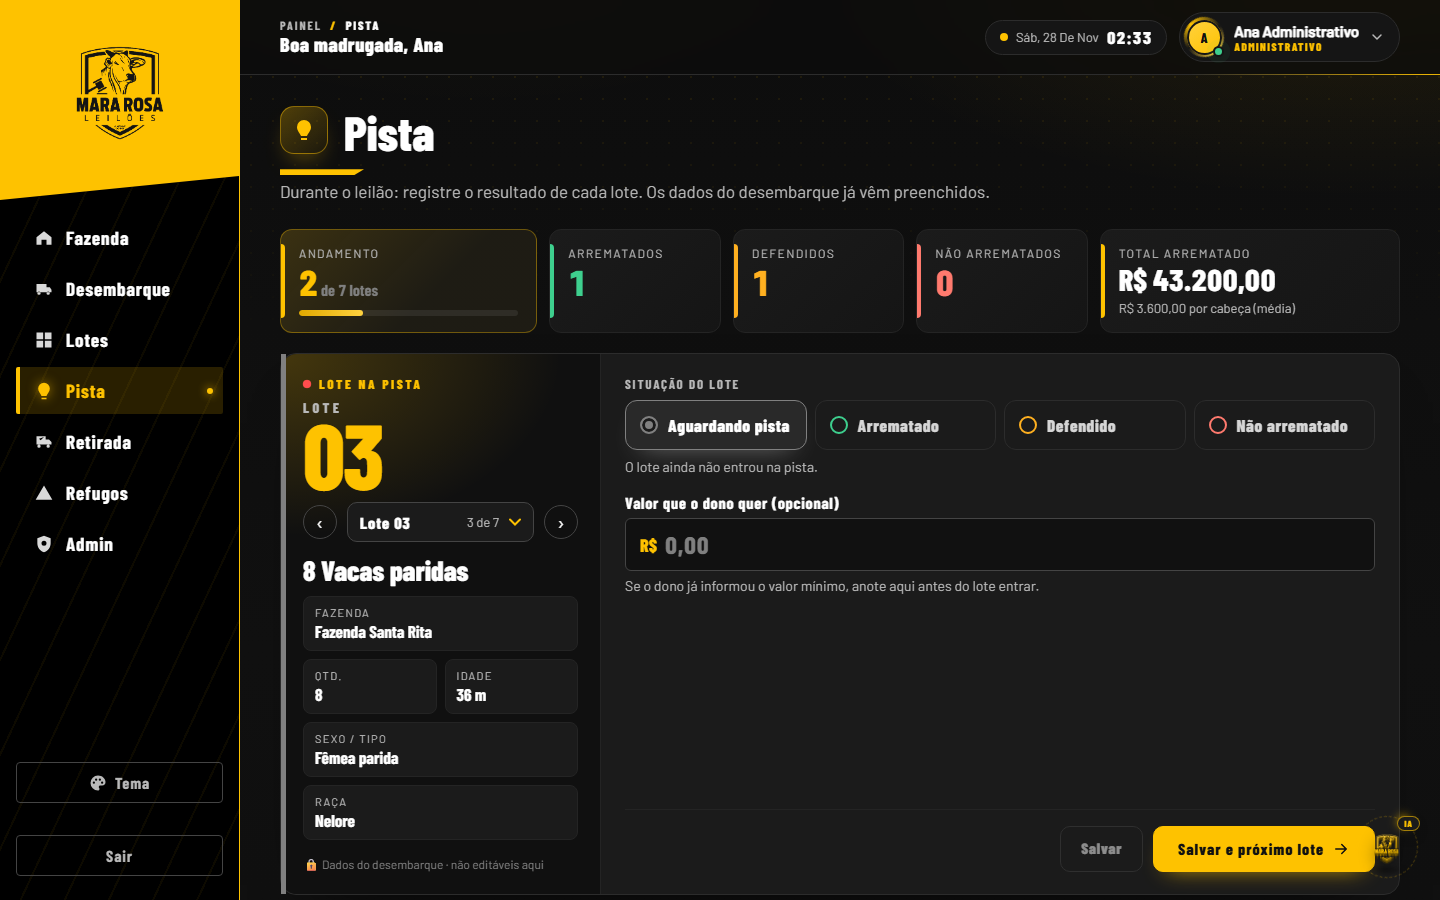 MARA ROSA
LEILÕES
Fazenda
Desembarque
Lotes
Pista
Retirada
Refugos
Admin
Tema
Sair
PAINEL / PISTA
Boa madrugada, Ana
Sáb, 28 De Nov 02:33
A
Ana Administrativo
ADMINISTRATIVO
Pista
Durante o leilão: registre o resultado de cada lote. Os dados do desembarque já vêm preenchidos.
ANDAMENTO
2 de 7 lotes
ARREMATADOS
1
DEFENDIDOS
1
NÃO ARREMATADOS
0
TOTAL ARREMATADO
R$ 43.200,00
R$ 3.600,00 por cabeça (média)
LOTE NA PISTA
LOTE
03
‹
Lote 03 3 de 7
›
8 Vacas paridas
FAZENDA
Fazenda Santa Rita
QTD.
8
IDADE
36 m
SEXO / TIPO
Fêmea parida
RAÇA
Nelore
Dados do desembarque · não editáveis aqui
SITUAÇÃO DO LOTE
Aguardando pista
Arrematado
Defendido
Não arrematado
O lote ainda não entrou na pista.
Valor que o dono quer (opcional)
R$ 0,00
Se o dono já informou o valor mínimo, anote aqui antes do lote entrar.
Salvar
Salvar e próximo lote →
IA
MARA ROSA